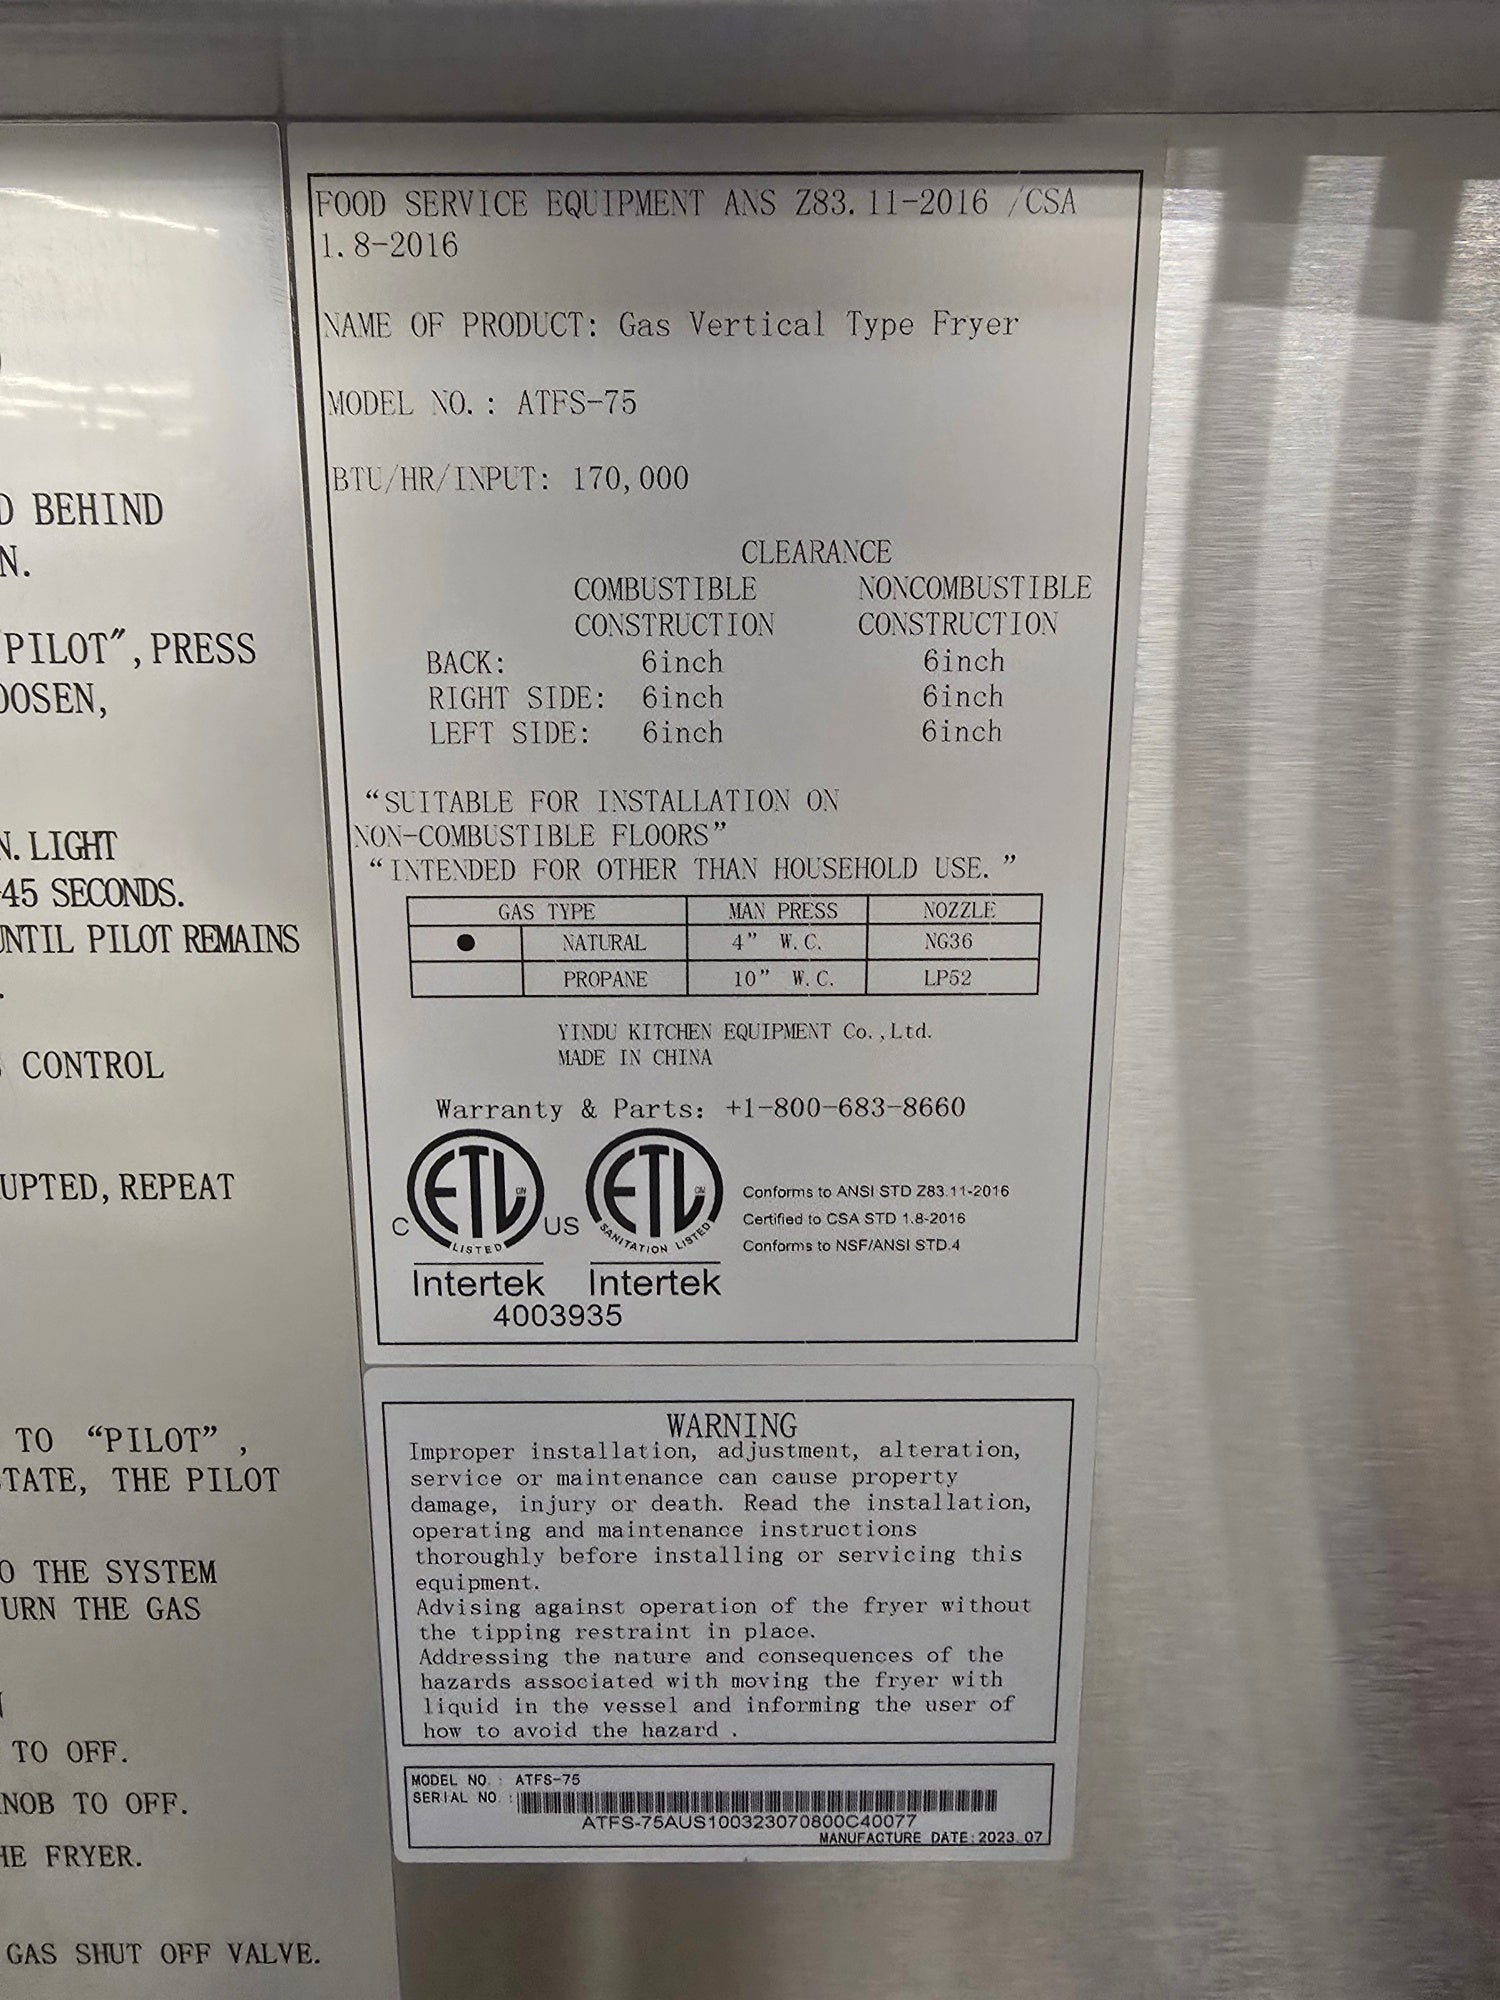 D BEHIND
N.
"PILOT", PRESS
OOSEN,
N. LIGHT
-45 SECONDS.
UNTIL PILOT REMAINS
.
CONTROL
UPTED, REPEAT
TO "PILOT" ,
STATE, THE PILOT
O THE SYSTEM
URN THE GAS
N
TO OFF.
NOB TO OFF.
HE FRYER.
GAS SHUT OFF VALVE.
FOOD SERVICE EQUIPMENT ANS Z83.11-2016 /CSA
1.8-2016
NAME OF PRODUCT: Gas Vertical Type Fryer
MODEL NO.: ATFS-75
BTU/HR/INPUT: 170,000
CLEARANCE
COMBUSTIBLE NONCOMBUSTIBLE
CONSTRUCTION CONSTRUCTION
BACK: 6inch 6inch
RIGHT SIDE: 6inch 6inch
LEFT SIDE: 6inch 6inch
“SUITABLE FOR INSTALLATION ON
NON-COMBUSTIBLE FLOORS”
“INTENDED FOR OTHER THAN HOUSEHOLD USE.”
GAS TYPE MAN PRESS NOZZLE
● NATURAL 4” W.C. NG36
PROPANE 10” W.C. LP52
YINDU KITCHEN EQUIPMENT Co.,Ltd.
MADE IN CHINA
Warranty & Parts: +1-800-683-8660
C ETL CM LISTED US ETL CM SANITATION LISTED
Conforms to ANSI STD Z83.11-2016
Certified to CSA STD 1.8-2016
Conforms to NSF/ANSI STD.4
Intertek Intertek
4003935
WARNING
Improper installation, adjustment, alteration,
service or maintenance can cause property
damage, injury or death. Read the installation,
operating and maintenance instructions
thoroughly before installing or servicing this
equipment.
Advising against operation of the fryer without
the tipping restraint in place.
Addressing the nature and consequences of the
hazards associated with moving the fryer with
liquid in the vessel and informing the user of
how to avoid the hazard .
MODEL NO.: ATFS-75
SERIAL NO.:
ATFS-75AUS100323070800C40077
MANUFACTURE DATE:2023.07